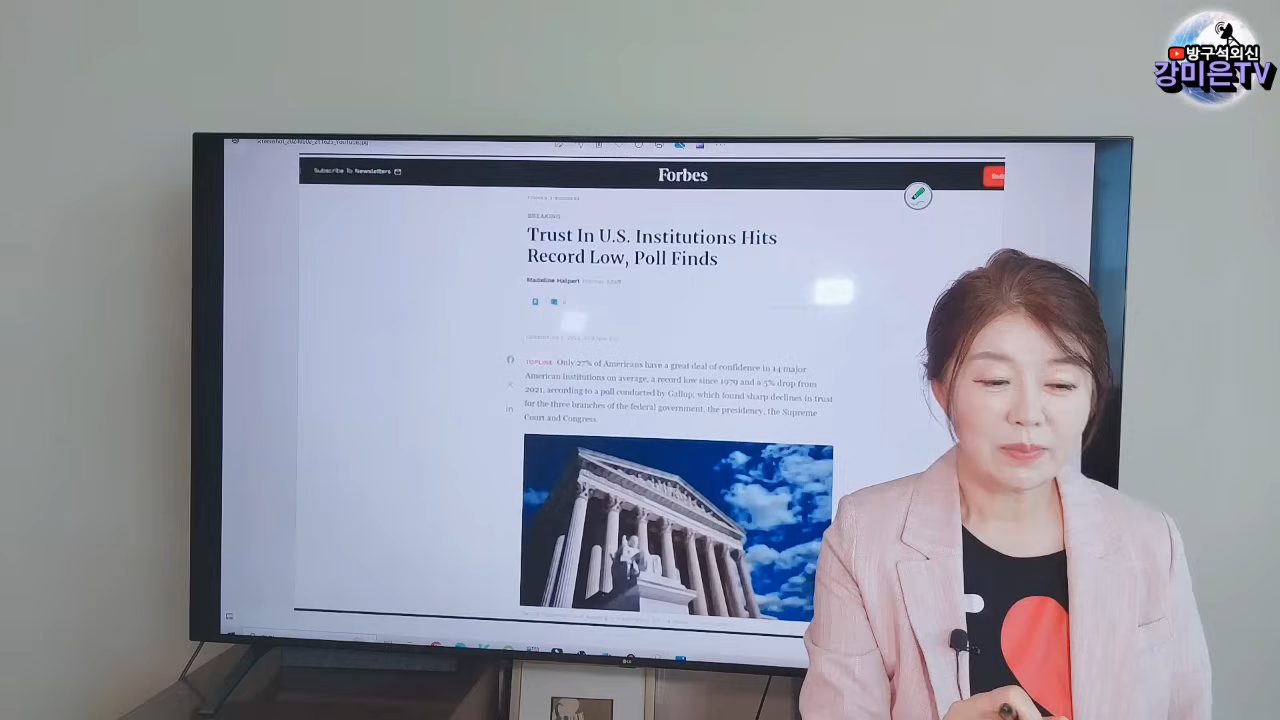 방구석외신
강미은TV
Subscribe To Newsletters
Forbes
BREAKING
Trust In U.S. Institutions Hits
Record Low, Poll Finds
Madeline Halpert
TOPLINE Only 27% of Americans have a great deal of confidence in 14 major
American institutions on average, a record low since 1979 and a 5% drop from
2021, according to a poll conducted by Gallup, which found sharp declines in trust
for the three branches of the federal government, the presidency, the Supreme
Court and Congress.
in
LG